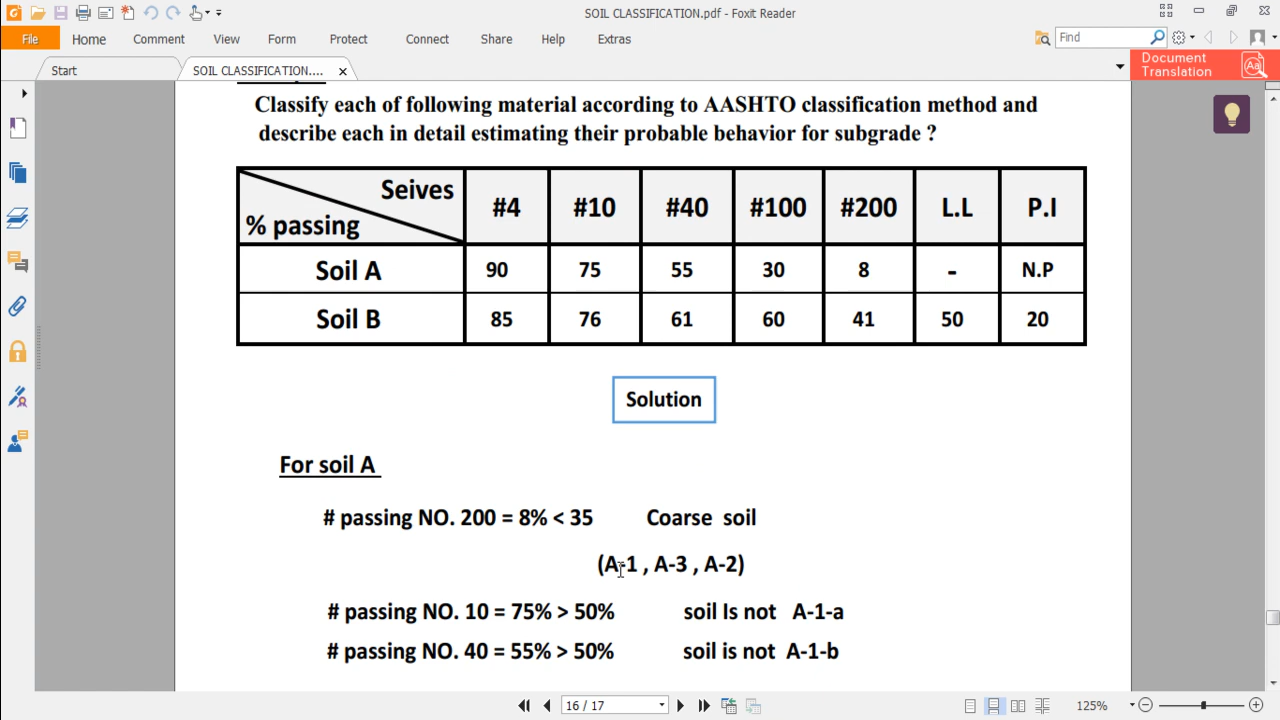 SOIL CLASSIFICATION.pdf - Foxit Reader
File Home Comment View Form Protect Connect Share Help Extras Find
Start SOIL CLASSIFICATION.... Document
Translation
Classify each of following material according to AASHTO classification method and
describe each in detail estimating their probable behavior for subgrade ?
Seives
% passing #4 #10 #40 #100 #200 L.L P.I
Soil A 90 75 55 30 8 - N.P
Soil B 85 76 61 60 41 50 20
Solution
For soil A
# passing NO. 200 = 8% < 35 Coarse soil
(A-1 , A-3 , A-2)
# passing NO. 10 = 75% > 50% soil Is not A-1-a
# passing NO. 40 = 55% > 50% soil is not A-1-b
16 / 17 125%